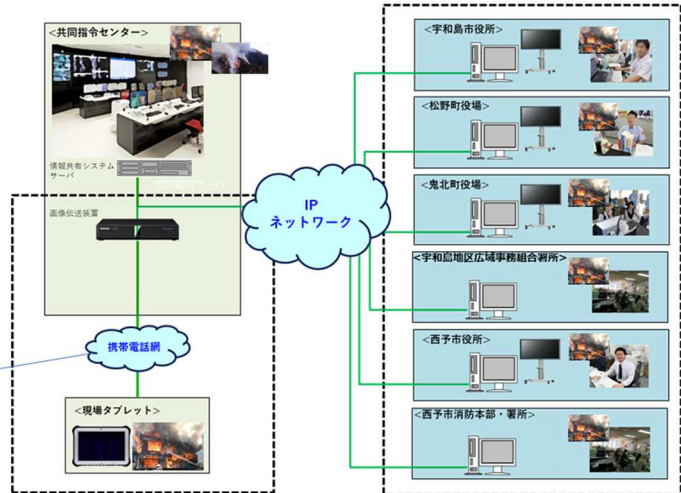 <共同指令センター>
情報共有システム
サーバ
画像伝送装置
携帯電話網
<現場タブレット>
IP
ネットワーク
<宇和島市役所>
<松野町役場>
<鬼北町役場>
<宇和島地区広域事務組合署所>
<西予市役所>
<西予市消防本部・署所>